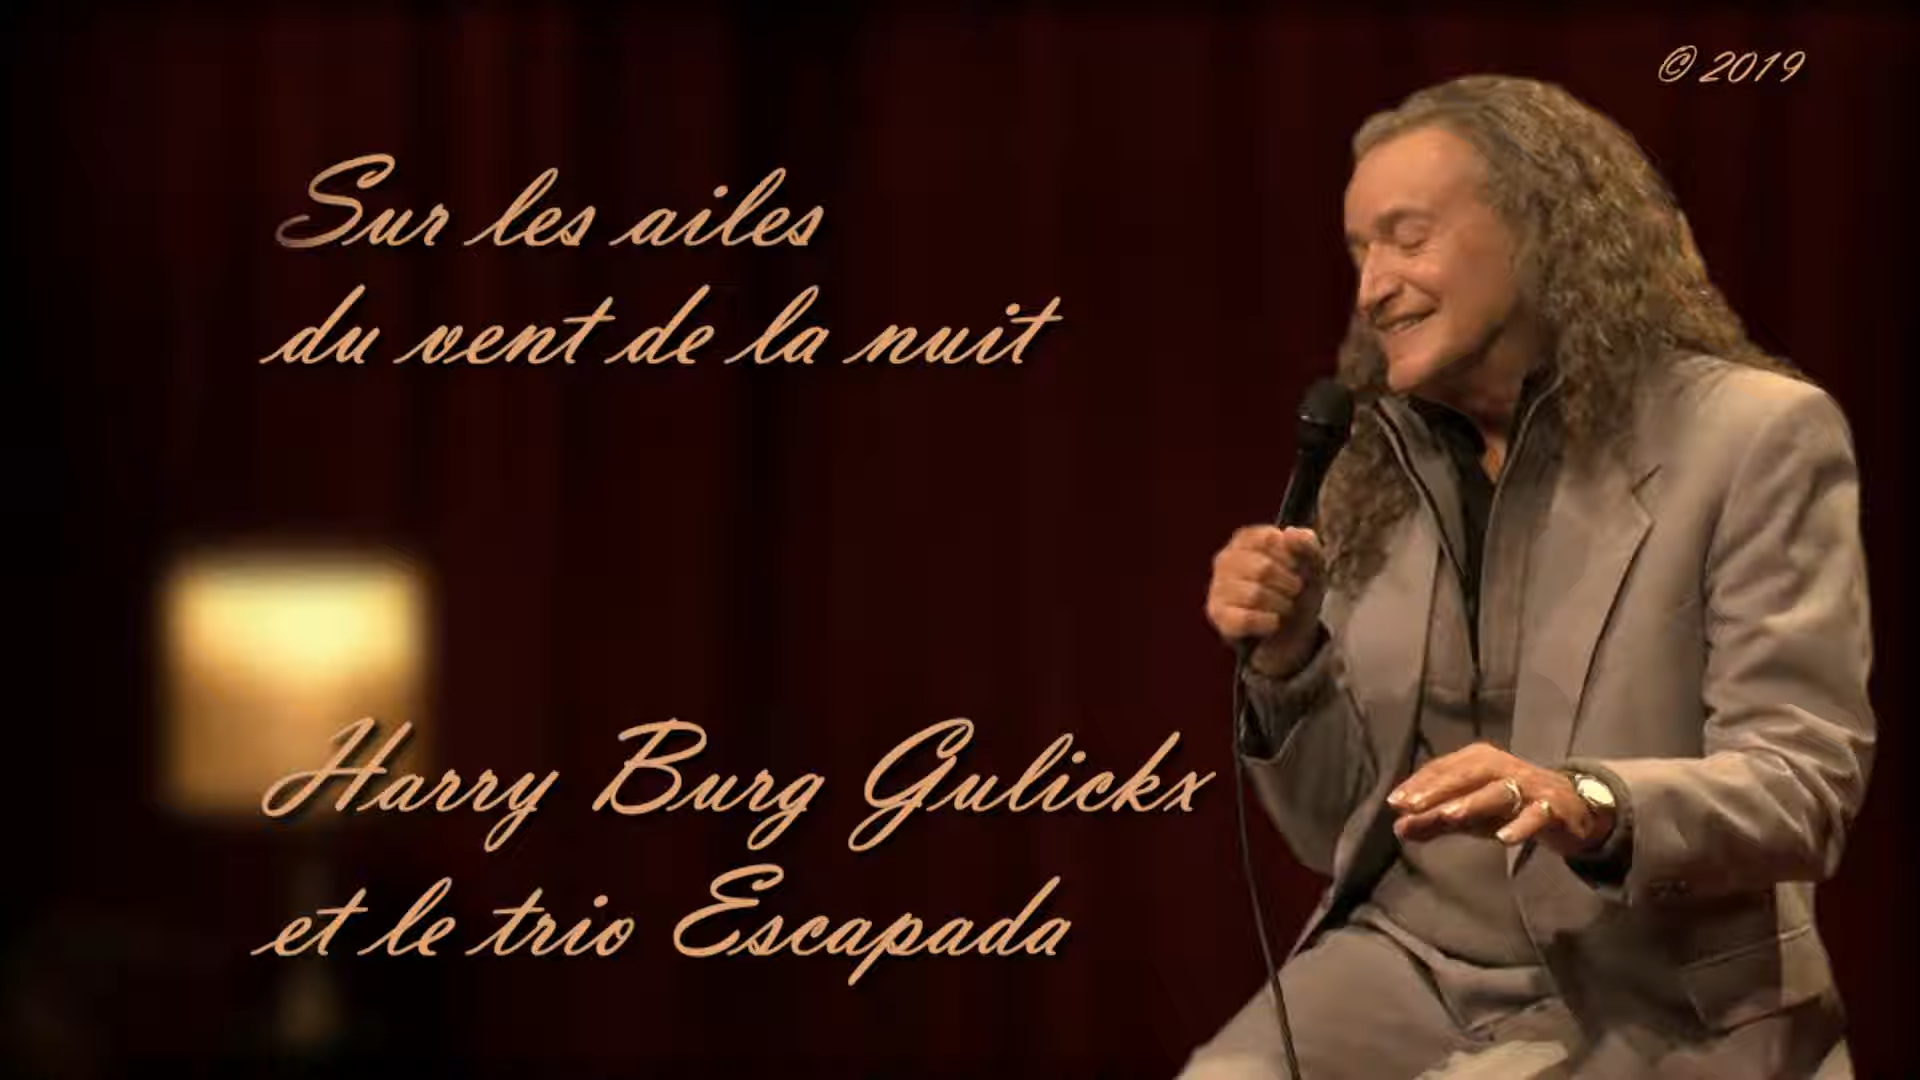 © 2019
Sur les ailes
du vent de la nuit
Harry Burg Gulickx
et le trio Escapada